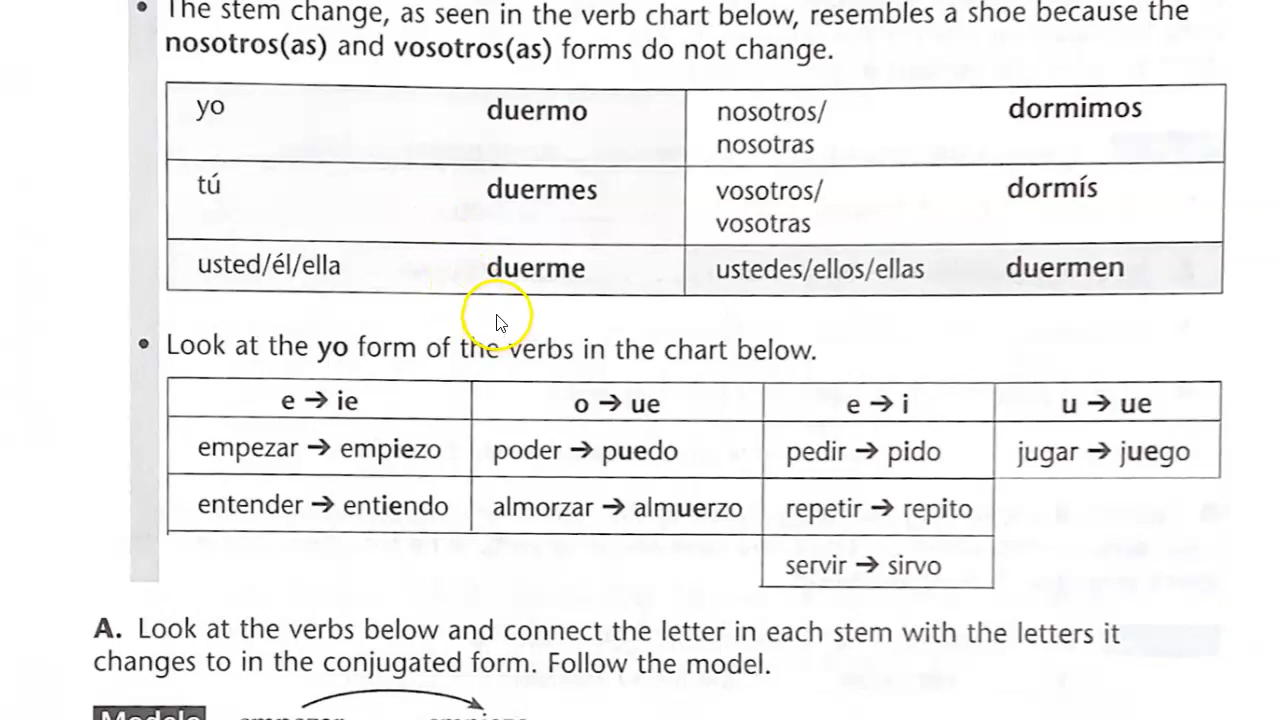 • The stem change, as seen in the verb chart below, resembles a shoe because the
nosotros(as) and vosotros(as) forms do not change.
yo duermo nosotros/ dormimos
nosotras
tú duermes vosotros/ dormís
vosotras
usted/él/ella duerme ustedes/ellos/ellas duermen
• Look at the yo form of the verbs in the chart below.
e → ie o → ue e → i u → ue
empezar → empiezo poder → puedo pedir → pido jugar → juego
entender → entiendo almorzar → almuerzo repetir → repito
servir → sirvo
A. Look at the verbs below and connect the letter in each stem with the letters it
changes to in the conjugated form. Follow the model.
Modelo empezar empiezo